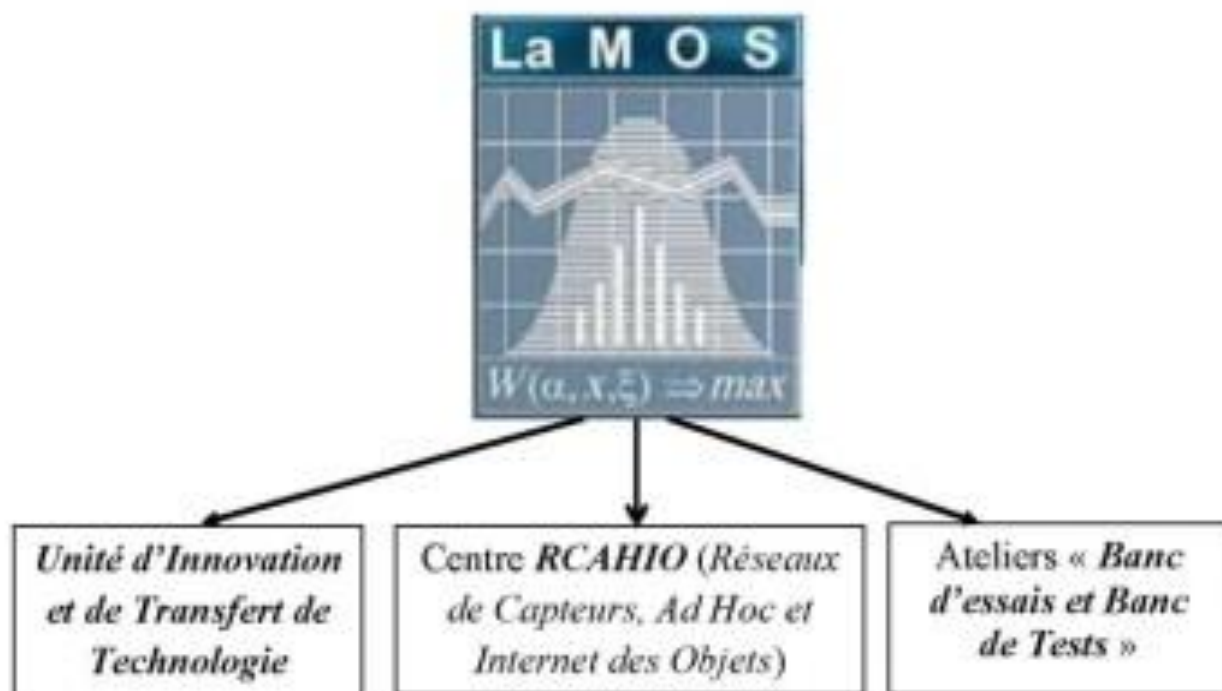 La M O S
W(α, x,ξ) ⇒ max
Unité d'Innovation
et de Transfert de
Technologie
Centre RCAHIO (Réseaux
de Capteurs, Ad Hoc et
Internet des Objets)
Ateliers « Banc
d'essais et Banc
de Tests »